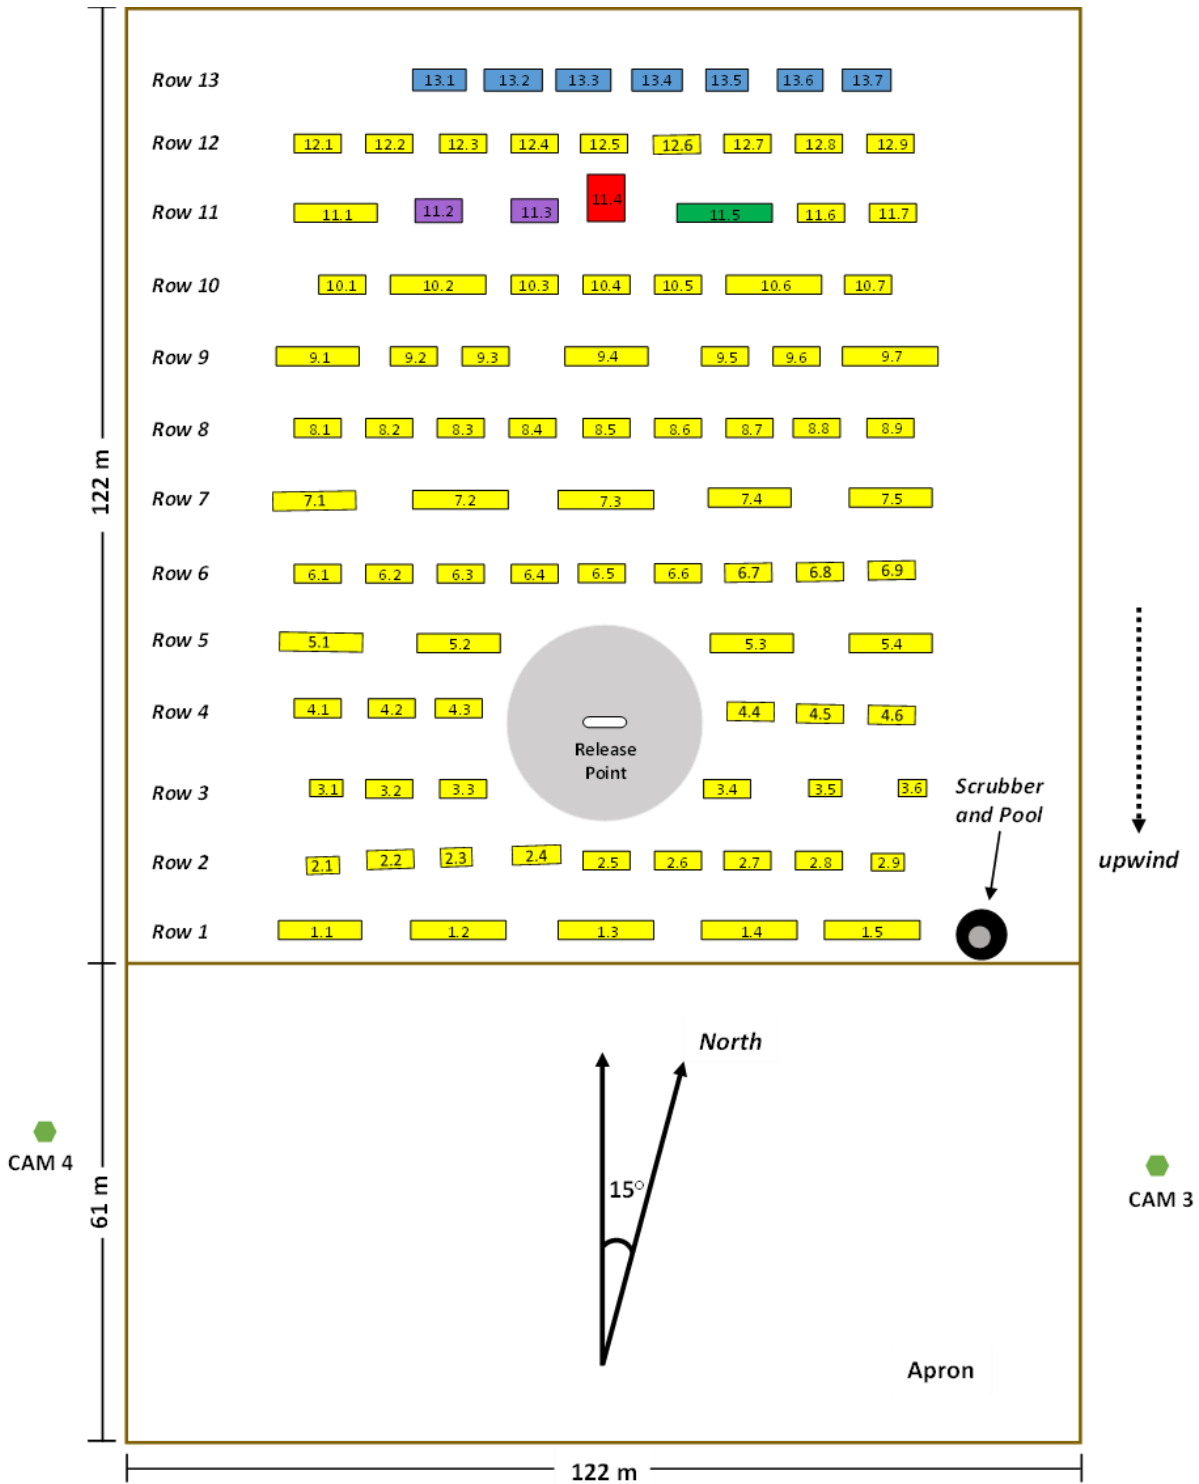 Row 13
13.1 13.2 13.3 13.4 13.5 13.6 13.7
Row 12
12.1 12.2 12.3 12.4 12.5 12.6 12.7 12.8 12.9
Row 11
11.1 11.2 11.3 11.4 11.5 11.6 11.7
Row 10
10.1 10.2 10.3 10.4 10.5 10.6 10.7
Row 9
9.1 9.2 9.3 9.4 9.5 9.6 9.7
Row 8
8.1 8.2 8.3 8.4 8.5 8.6 8.7 8.8 8.9
122 m
Row 7
7.1 7.2 7.3 7.4 7.5
Row 6
6.1 6.2 6.3 6.4 6.5 6.6 6.7 6.8 6.9
Row 5
5.1 5.2 5.3 5.4
Row 4
4.1 4.2 4.3 4.4 4.5 4.6
Release
Point
Row 3
3.1 3.2 3.3 3.4 3.5 3.6
Scrubber
and Pool
Row 2
2.1 2.2 2.3 2.4 2.5 2.6 2.7 2.8 2.9
upwind
Row 1
1.1 1.2 1.3 1.4 1.5
North
CAM 4
61 m
15°
CAM 3
Apron
122 m